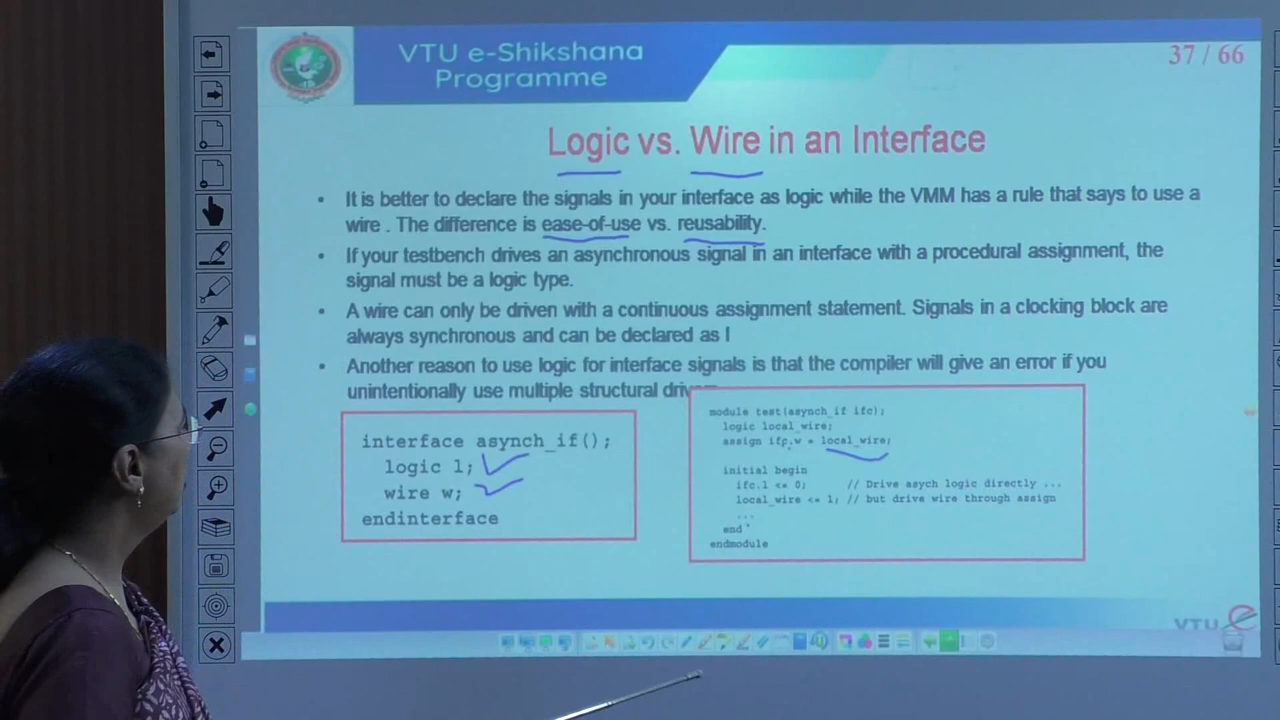 VTU e-Shikshana
Programme
37 / 66
Logic vs. Wire in an Interface
• It is better to declare the signals in your interface as logic while the VMM has a rule that says to use a
wire . The difference is ease-of-use vs. reusability.
• If your testbench drives an asynchronous signal in an interface with a procedural assignment, the
signal must be a logic type.
• A wire can only be driven with a continuous assignment statement. Signals in a clocking block are
always synchronous and can be declared as l
• Another reason to use logic for interface signals is that the compiler will give an error if you
unintentionally use multiple structural driv
interface asynch_if();
logic l;
wire w;
endinterface
module test(asynch_if ifc);
logic local_wire;
assign ifc.w = local_wire;
initial begin
ifc.l <= 0; // Drive asych logic directly ...
local_wire <= 1; // but drive wire through assign
...
end
endmodule
VTU e